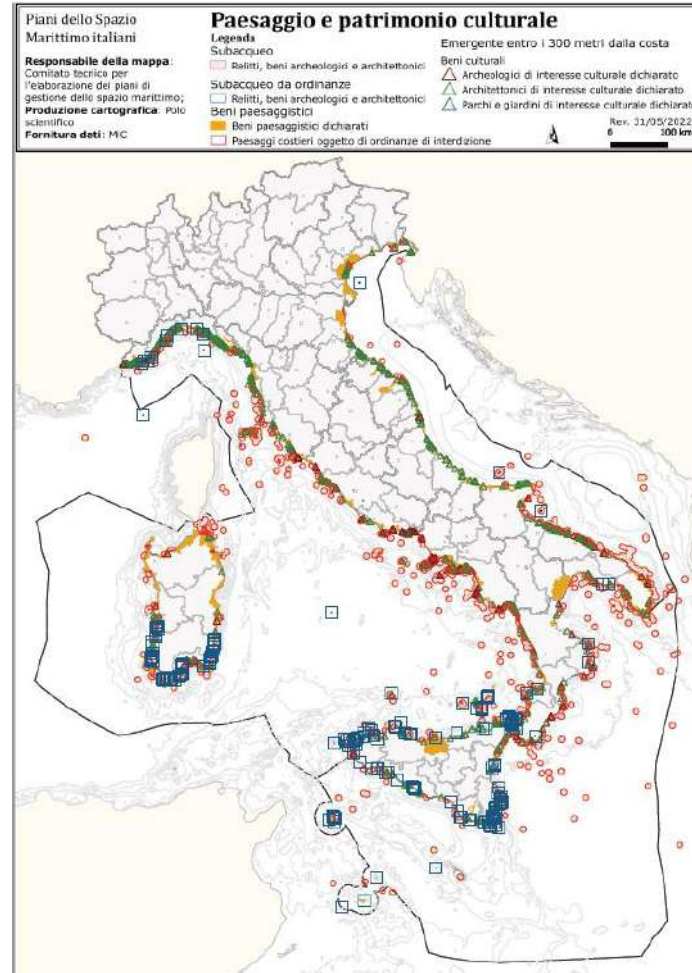 Piani dello Spazio
Marittimo italiani
Responsabile della mappa:
Comitato tecnico per
l'elaborazione dei piani di
gestione dello spazio marittimo;
Produzione cartografica: Polo
scientifico
Fornitura dati: MIC
Paesaggio e patrimonio culturale
Legenda
Subacqueo
Relitti, beni archeologici e architettonici
Subacqueo da ordinanze
Relitti, beni archeologici e architettonici
Beni paesaggistici
Beni paesaggistici dichiarati
Paesaggi costieri oggetto di ordinanze di interdizione
Emergente entro i 300 metri dalla costa
Beni culturali
Archeologici di interesse culturale dichiarato
Architettonici di interesse culturale dichiarato
Parchi e giardini di interesse culturale dichiarato
Rev. 31/05/2022
0 100 km